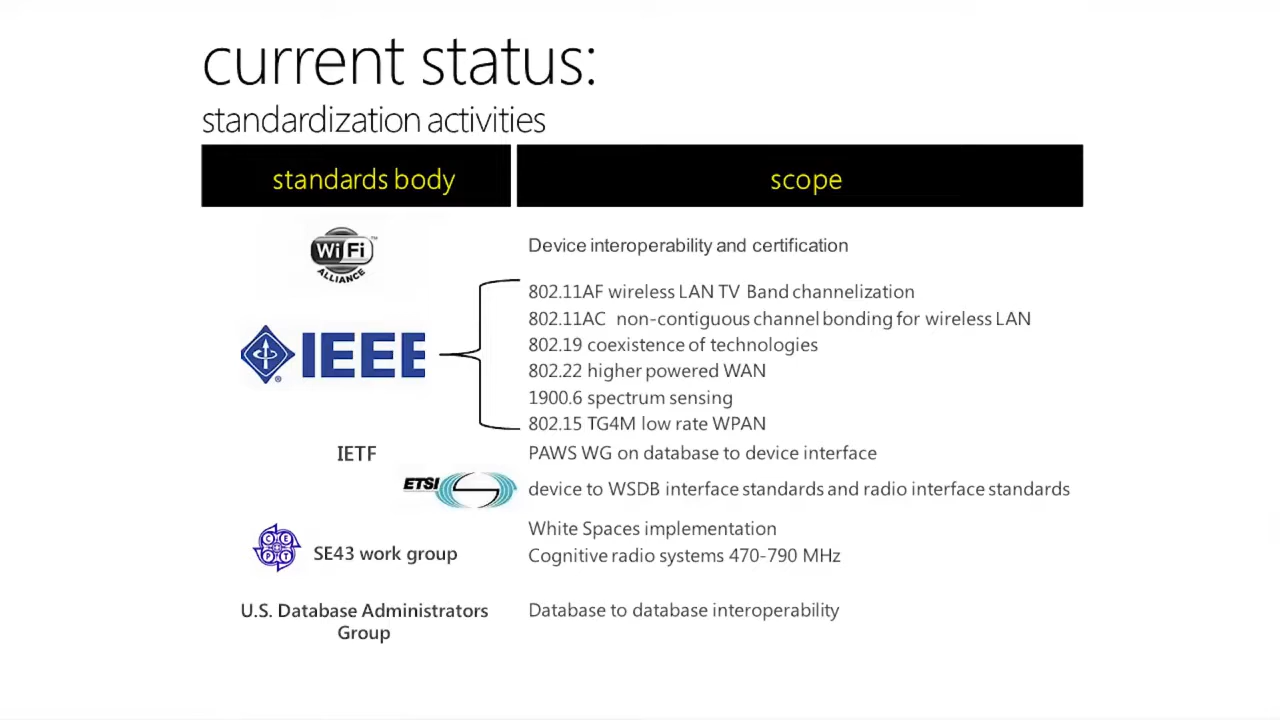 current status:
standardization activities
standards body
scope
WiFi™
ALLIANCE
Device interoperability and certification
IEEE®
802.11AF wireless LAN TV Band channelization
802.11AC non-contiguous channel bonding for wireless LAN
802.19 coexistence of technologies
802.22 higher powered WAN
1900.6 spectrum sensing
802.15 TG4M low rate WPAN
IETF
PAWS WG on database to device interface
ETSI
device to WSDB interface standards and radio interface standards
CEPT
SE43 work group
White Spaces implementation
Cognitive radio systems 470-790 MHz
U.S. Database Administrators
Group
Database to database interoperability